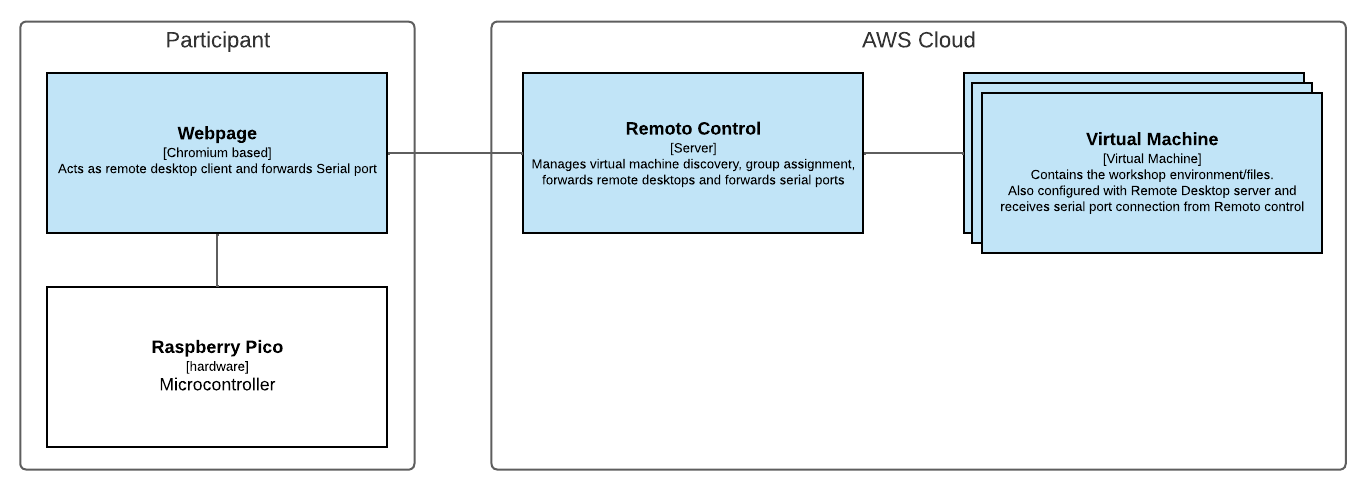 Participant
AWS Cloud
Webpage
[Chromium based]
Acts as remote desktop client and forwards Serial port
Remoto Control
[Server]
Manages virtual machine discovery, group assignment,
forwards remote desktops and forwards serial ports
Virtual Machine
[Virtual Machine]
Contains the workshop environment/files.
Also configured with Remote Desktop server and
receives serial port connection from Remoto control
Raspberry Pico
[hardware]
Microcontroller